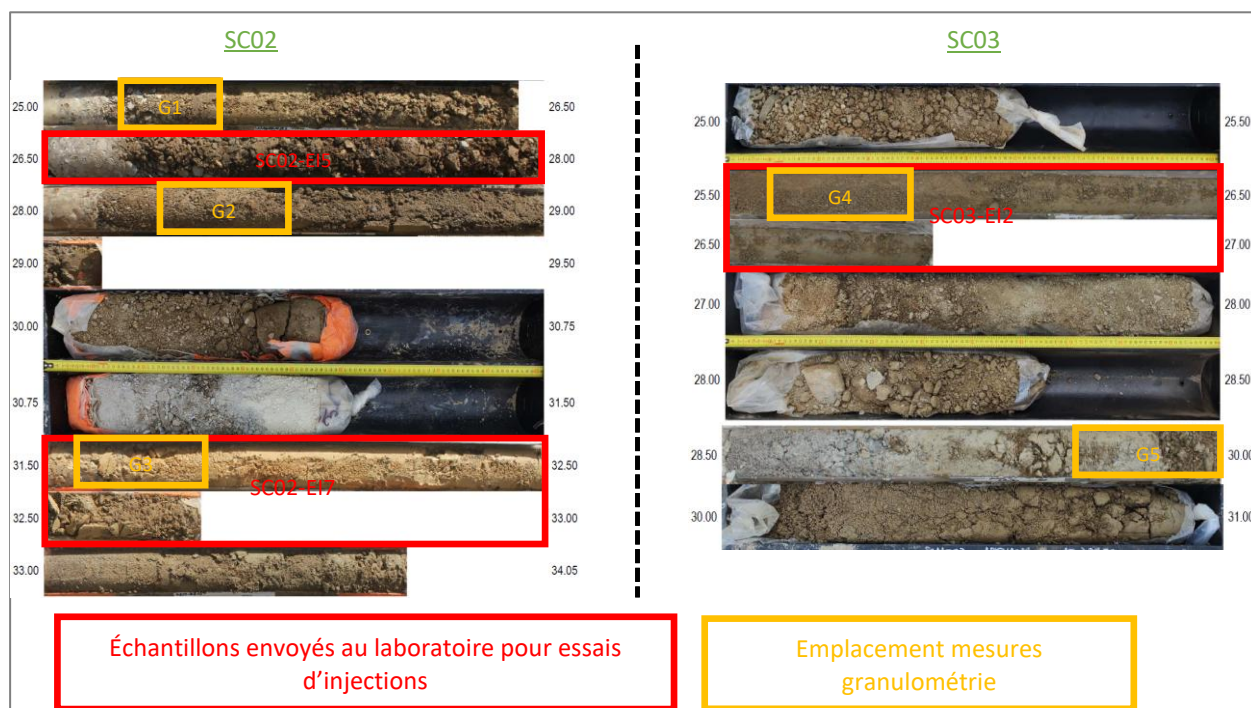 SC02
SC03
25.00 G1 26.50
26.50 SC02-EI5 28.00
28.00 G2 29.00
29.00 29.50
30.00 30.75
30.75 31.50
31.50 G3 32.50
SC02-EI7
32.50 33.00
33.00 34.05
25.00 25.50
25.50 G4 26.50
SC03-EI2
26.50 27.00
27.00 28.00
28.00 28.50
28.50 G5 30.00
30.00 31.00
Échantillons envoyés au laboratoire pour essais
d’injections
Emplacement mesures
granulométrie